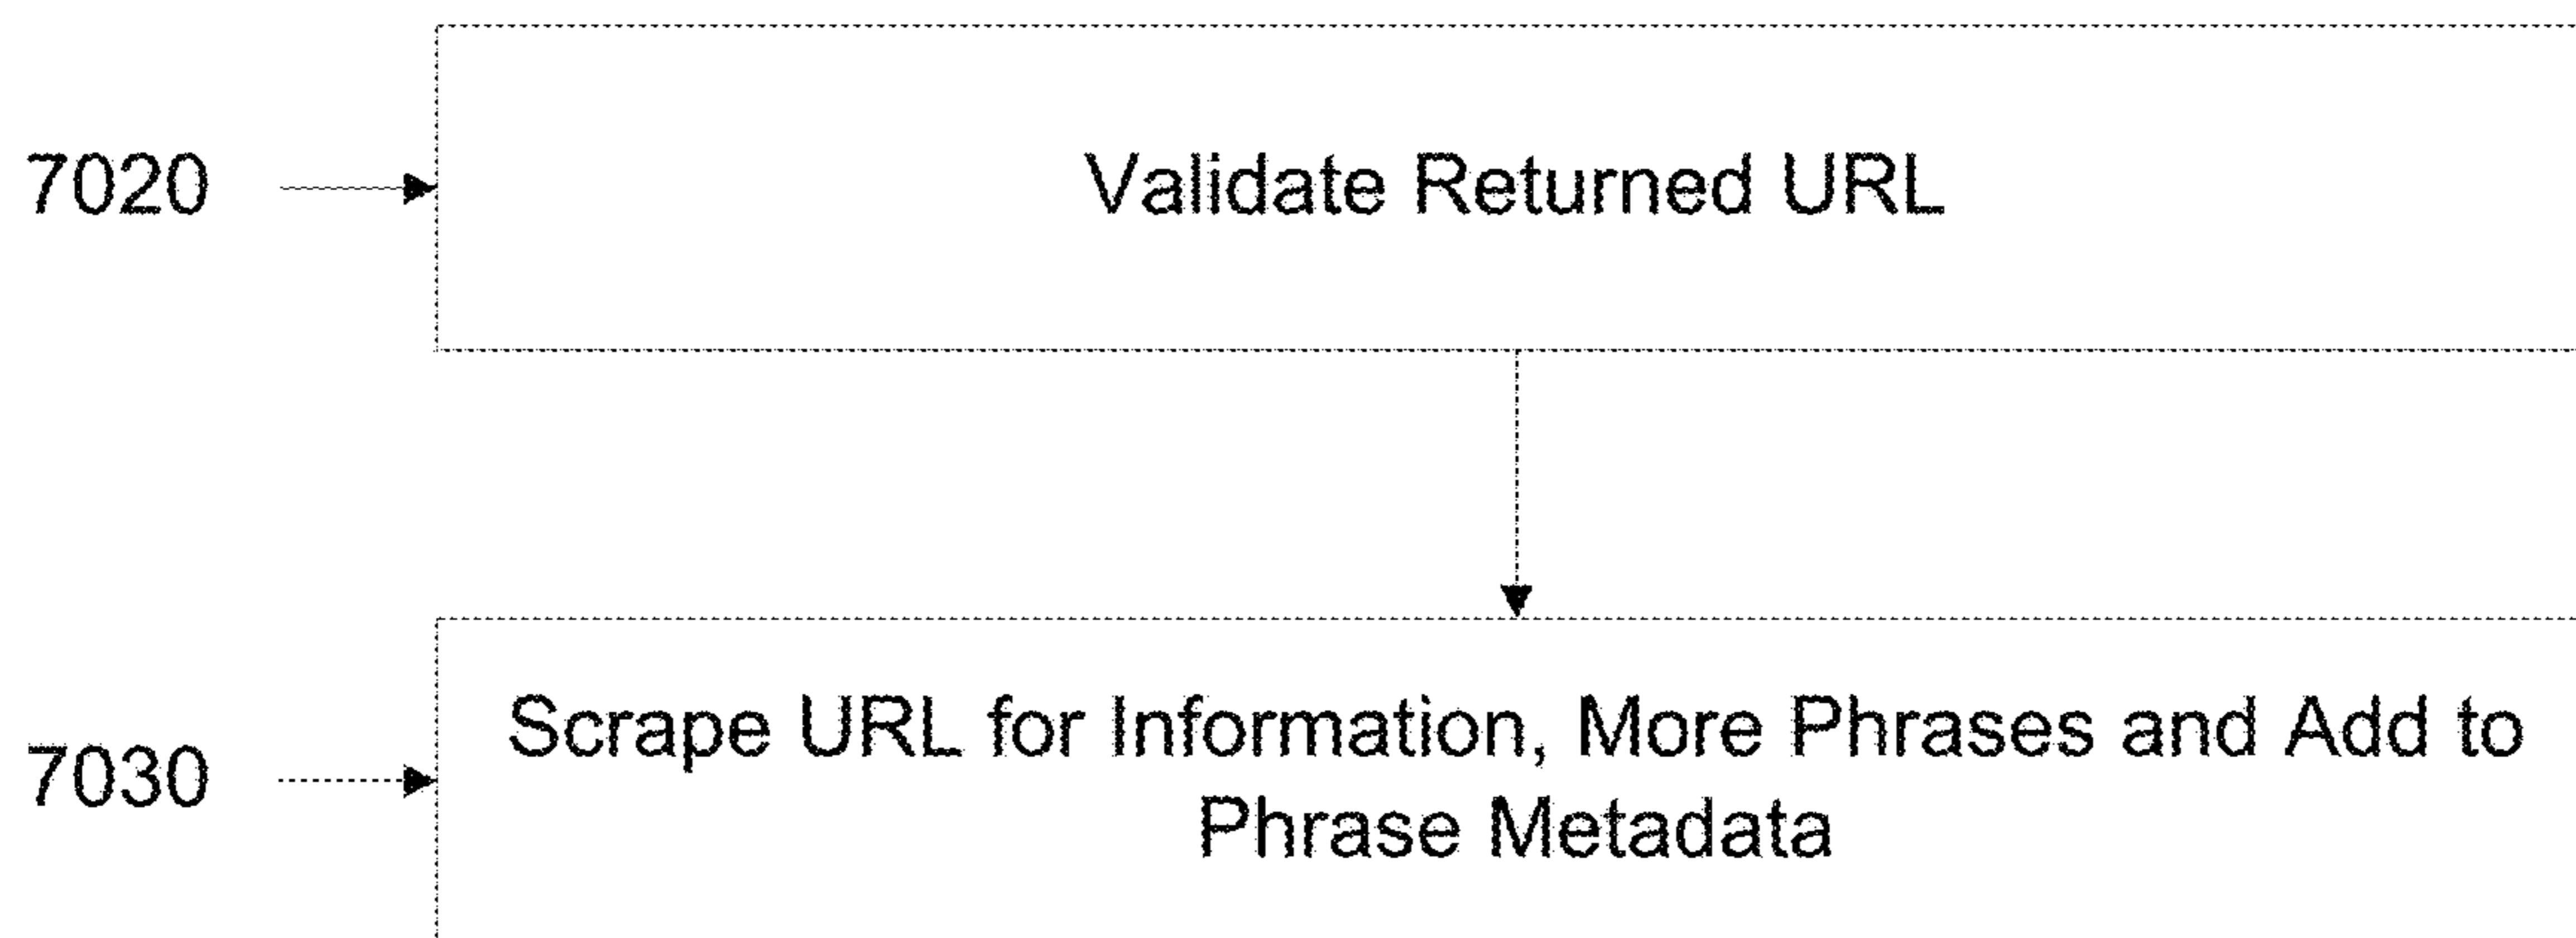 7020
Validate Returned URL
7030
Scrape URL for Information, More Phrases and Add to
Phrase Metadata